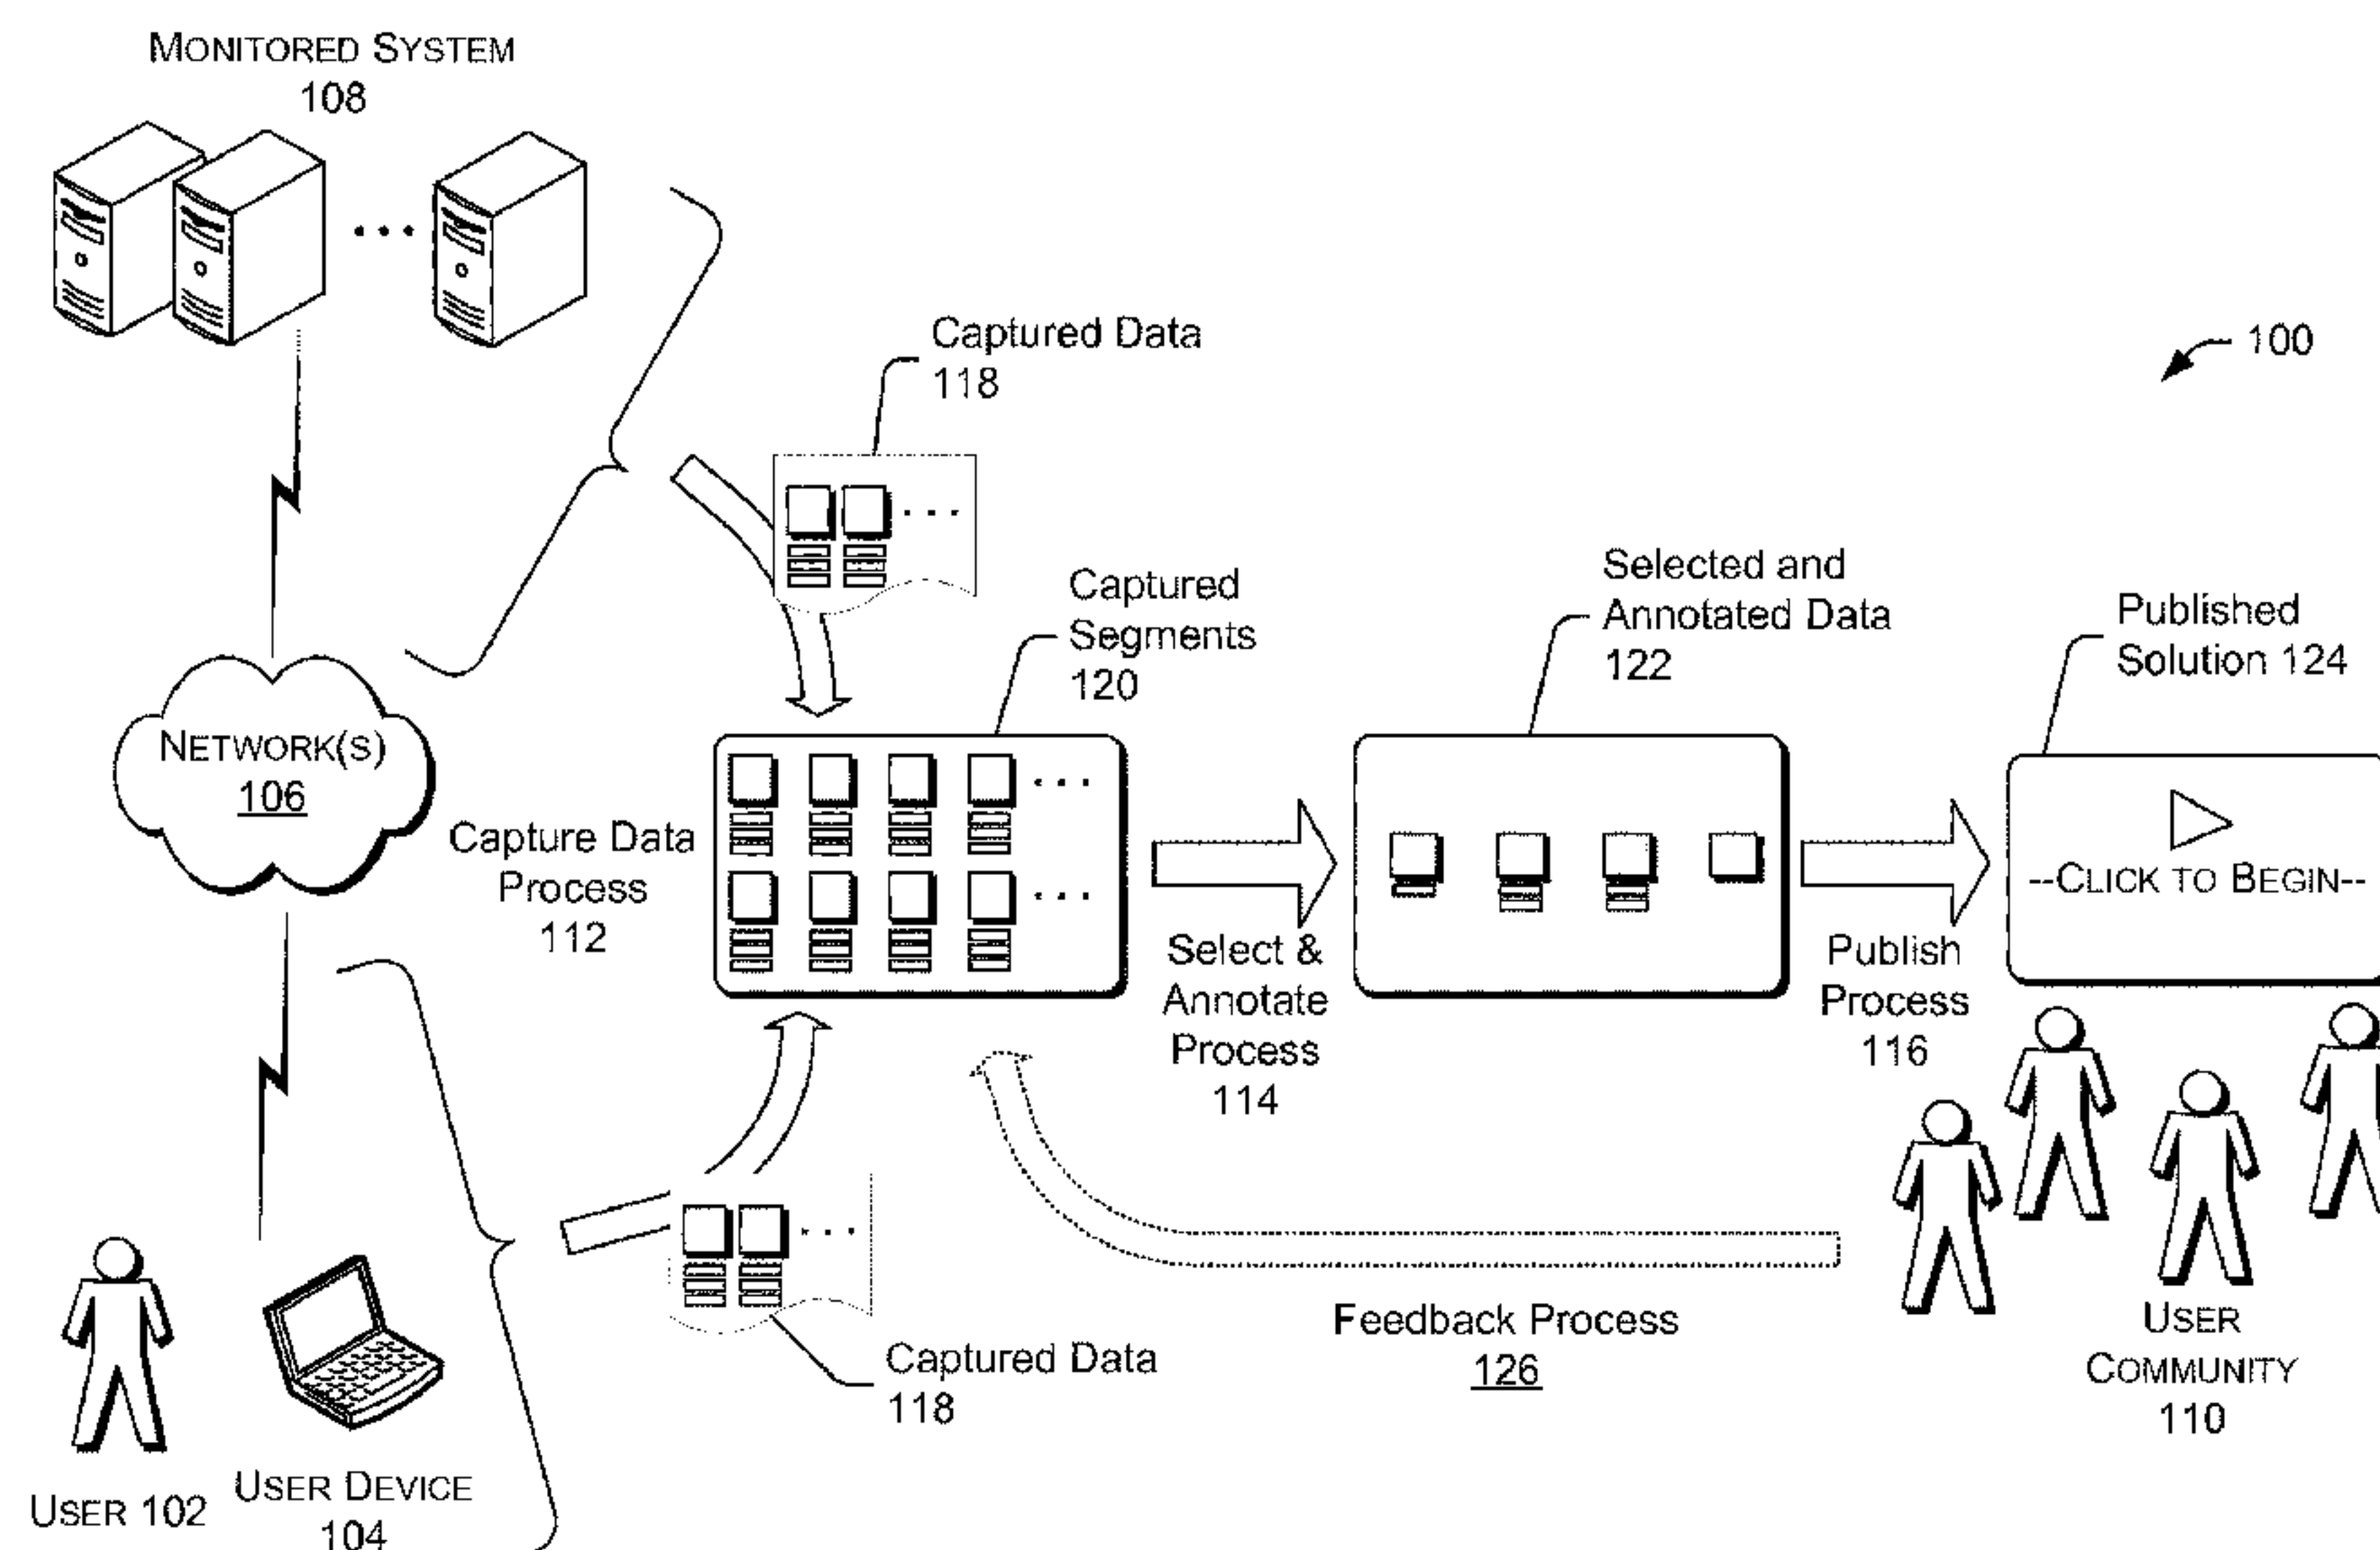 MONITORED SYSTEM
108
Captured Data
118
100
Captured
Segments
120
Selected and
Annotated Data
122
Published
Solution 124
NETWORK(S)
106
Capture Data
Process
112
--CLICK TO BEGIN--
Select &
Annotate
Process
114
Publish
Process
116
Feedback Process
126
Captured Data
118
USER
COMMUNITY
110
USER 102
USER DEVICE
104